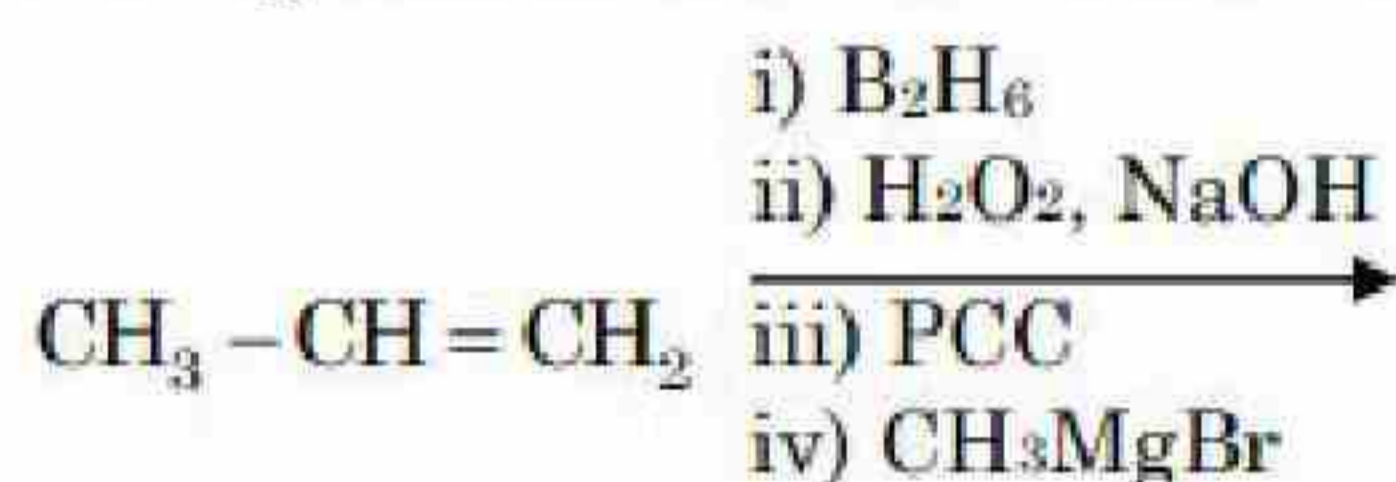 i) B₂H₆
ii) H₂O₂, NaOH
CH₃ – CH = CH₂
iii) PCC
iv) CH₃MgBr